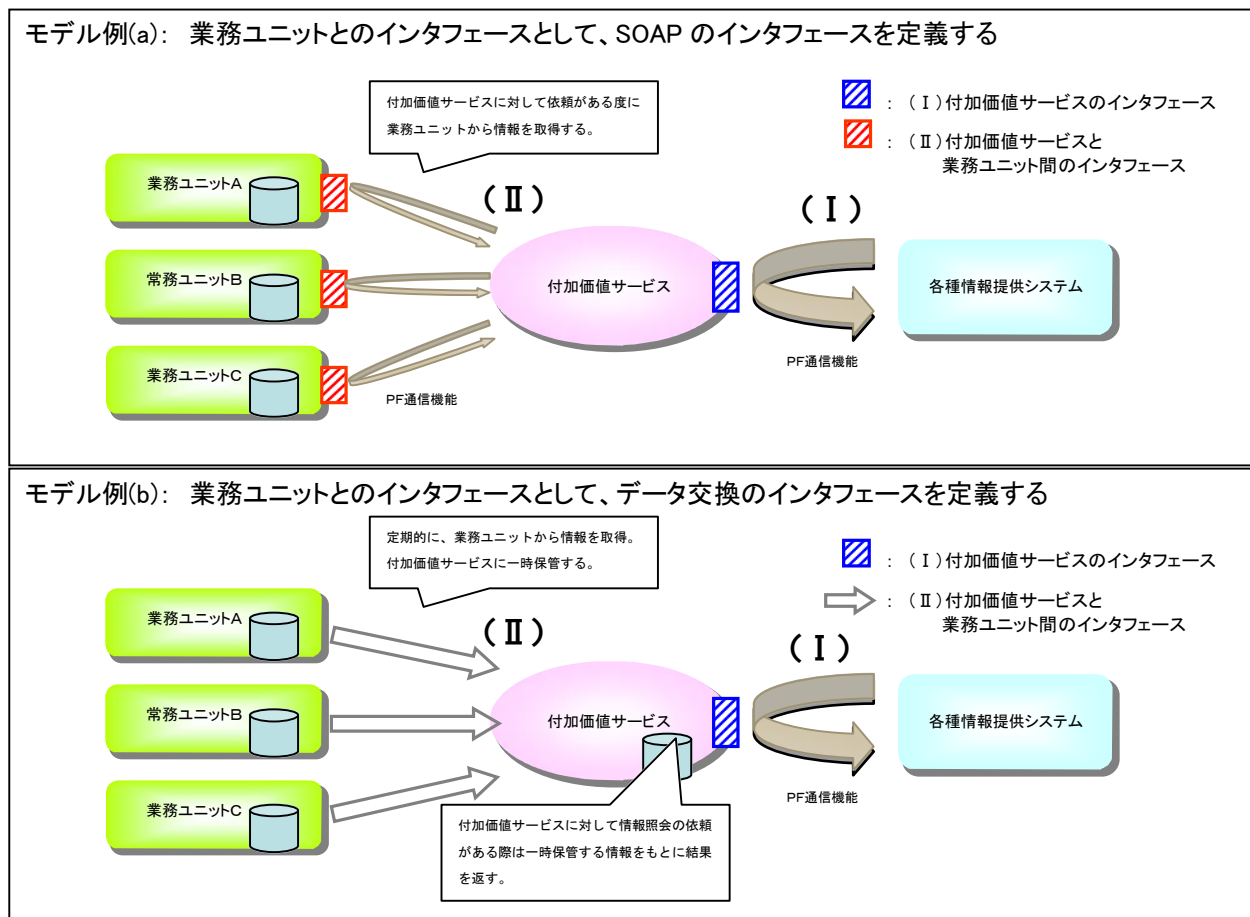 モデル例(a): 業務ユニットとのインタフェースとして、SOAP のインタフェースを定義する
付加価値サービスに対して依頼がある度に
業務ユニットから情報を取得する。
: (Ⅰ)付加価値サービスのインタフェース
: (Ⅱ)付加価値サービスと
業務ユニット間のインタフェース
業務ユニットA
(Ⅱ)
(Ⅰ)
常務ユニットB
付加価値サービス
各種情報提供システム
業務ユニットC
PF通信機能
PF通信機能
モデル例(b): 業務ユニットとのインタフェースとして、データ交換のインタフェースを定義する
定期的に、業務ユニットから情報を取得。
付加価値サービスに一時保管する。
: (Ⅰ)付加価値サービスのインタフェース
: (Ⅱ)付加価値サービスと
業務ユニット間のインタフェース
業務ユニットA
(Ⅱ)
(Ⅰ)
常務ユニットB
付加価値サービス
各種情報提供システム
業務ユニットC
PF通信機能
付加価値サービスに対して情報照会の依頼
がある際は一時保管する情報をもとに結果
を返す。